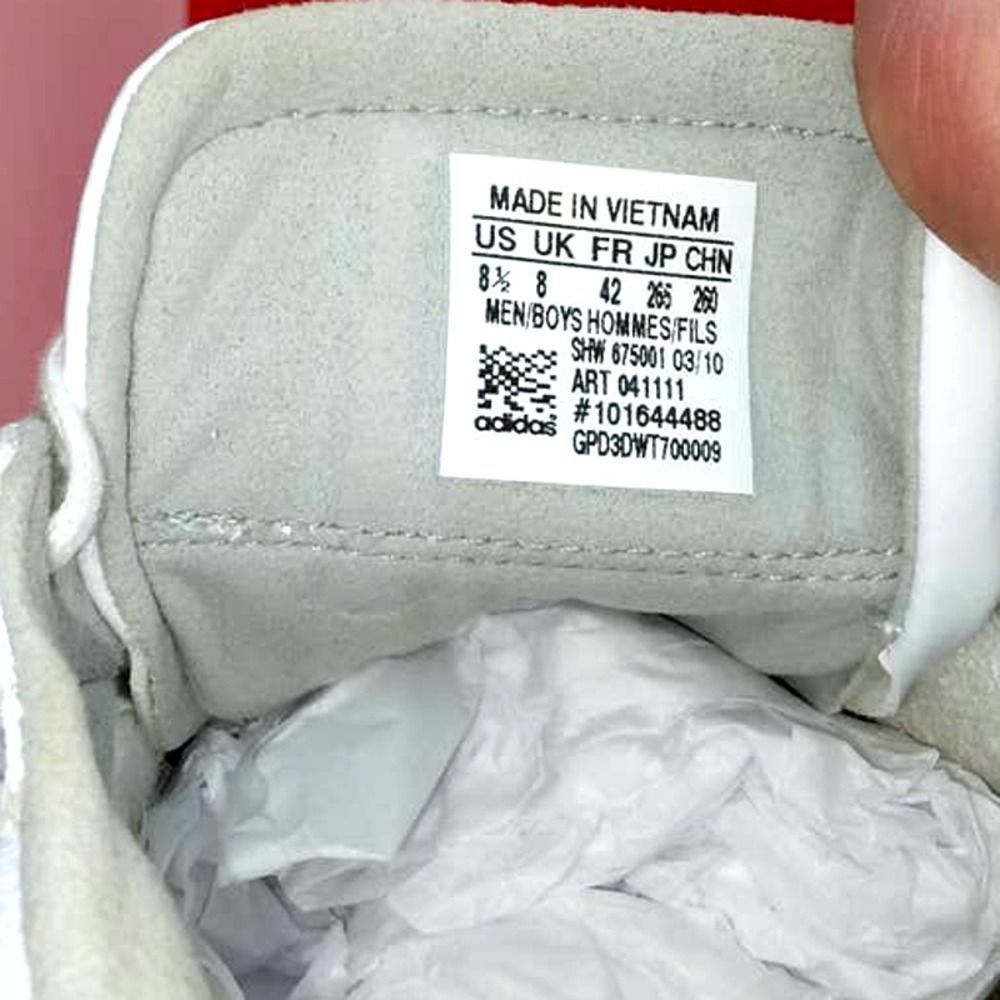 MADE IN VIETNAM
US UK FR JP CHN
8½ 8 42 265 260
MEN/BOYS HOMMES/FILS
SHW 675001 03/10
ART 041111
#101644488
GPD3DWT700009
adidas